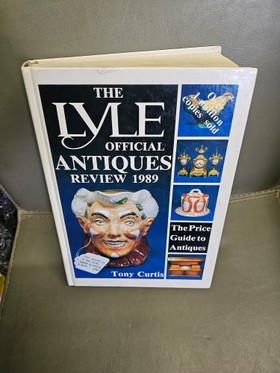 THE
LYLE
OFFICIAL
ANTIQUES
REVIEW 1989
copies sold
The Price
Guide to
Antiques
Tony Curtis